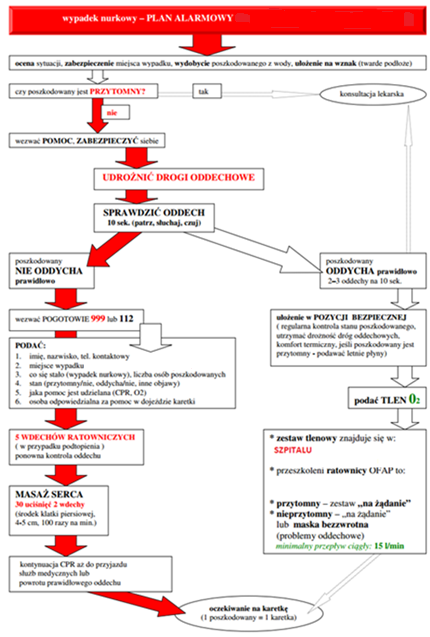 wypadek nurkowy – PLAN ALARMOWY
ocena sytuacji, zabezpieczenie miejsca wypadku, wydobycie poszkodowanego z wody, ułożenie na wznak (twarde podłoże)
czy poszkodowany jest PRZYTOMNY?
tak
konsultacja lekarska
nie
wezwać POMOC, ZABEZPIECZYĆ siebie
UDROŻNIĆ DROGI ODDECHOWE
SPRAWDZIĆ ODDECH
10 sek. (patrz, słuchaj, czuj)
poszkodowany
NIE ODDYCHA
prawidłowo
poszkodowany
ODDYCHA prawidłowo
2–3 oddechy na 10 sek.
wezwać POGOTOWIE 999 lub 112
PODAĆ:
1. imię, nazwisko, tel. kontaktowy
2. miejsce wypadku
3. co się stało (wypadek nurkowy), liczba osób poszkodowanych
4. stan (przytomny/nie, oddycha/nie, inne objawy)
5. jaka pomoc jest udzielana (CPR, O2)
6. osoba odpowiedzialna za pomoc w dojeździe karetki
ułożenie w POZYCJI BEZPIECZNEJ
( regularna kontrola stanu poszkodowanego,
utrzymać drożność dróg oddechowych,
komfort termiczny, jeśli poszkodowany jest
przytomny - podawać letnie płyny)
podać TLEN O2
5 WDECHÓW RATOWNICZYCH
( w przypadku podtopienia )
ponowna kontrola oddechu
MASAŻ SERCA
30 uciśnięć 2 wdechy
(środek klatki piersiowej,
4-5 cm, 100 razy na min.)
* zestaw tlenowy znajduje się w:
SZPITALU
* przeszkoleni ratownicy OFAP to:
* przytomny – zestaw „na żądanie”
* nieprzytomny – „na żądanie”
lub maska bezzwrotna
(problemy oddechowe)
minimalny przepływ ciągły: 15 l/min
kontynuacja CPR aż do przyjazdu
służb medycznych lub
powrotu prawidłowego oddechu
oczekiwanie na karetkę
(1 poszkodowany = 1 karetka)